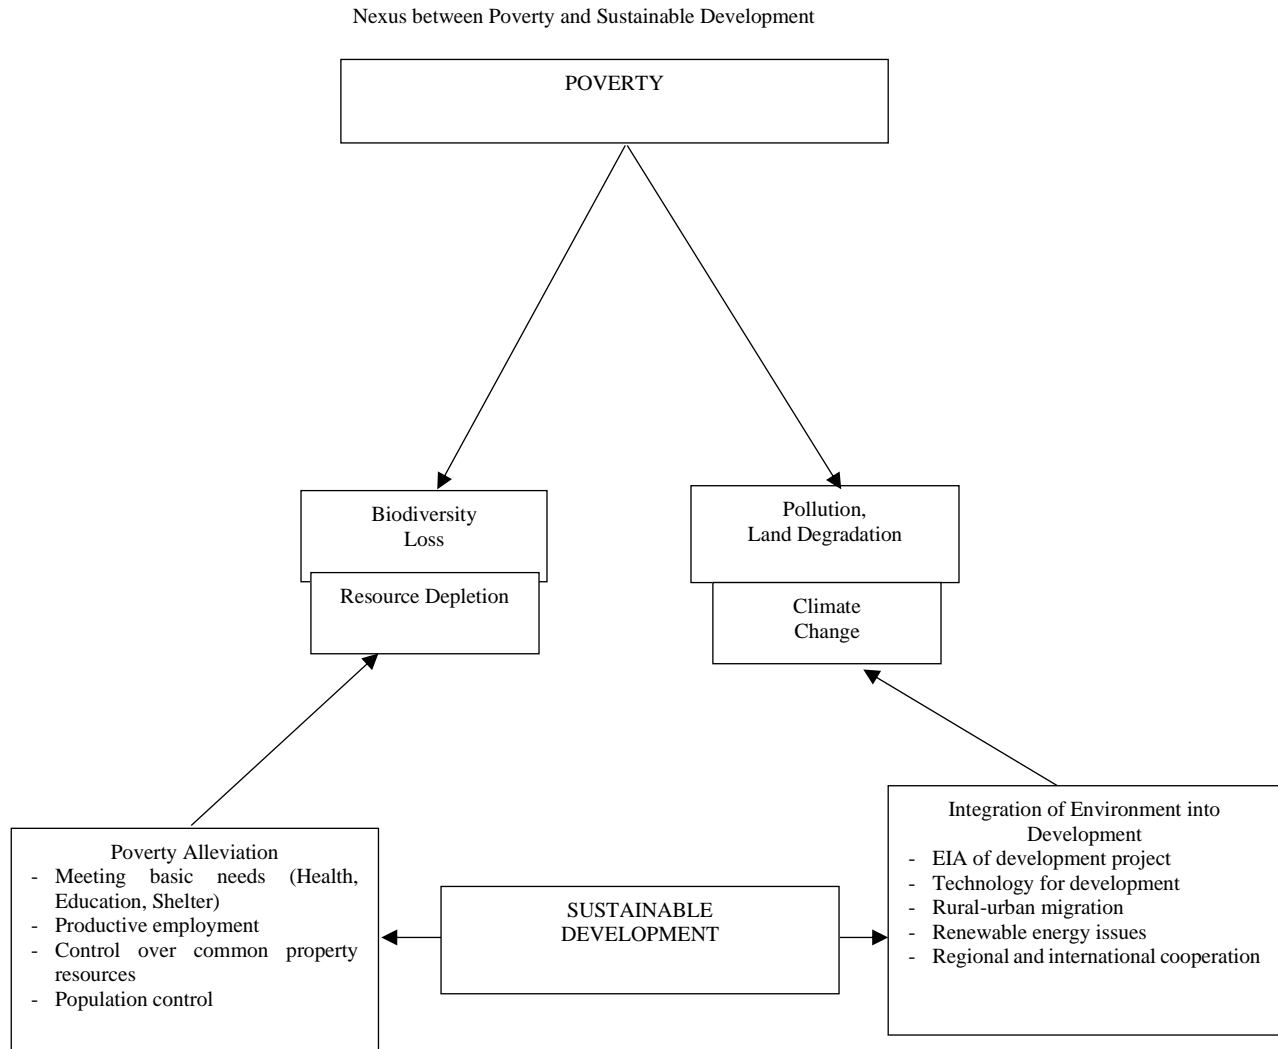 Nexus between Poverty and Sustainable Development
POVERTY
Biodiversity
Loss
Resource Depletion
Pollution,
Land Degradation
Climate
Change
Poverty Alleviation
- Meeting basic needs (Health,
Education, Shelter)
- Productive employment
- Control over common property
resources
- Population control
SUSTAINABLE
DEVELOPMENT
Integration of Environment into
Development
- EIA of development project
- Technology for development
- Rural-urban migration
- Renewable energy issues
- Regional and international cooperation